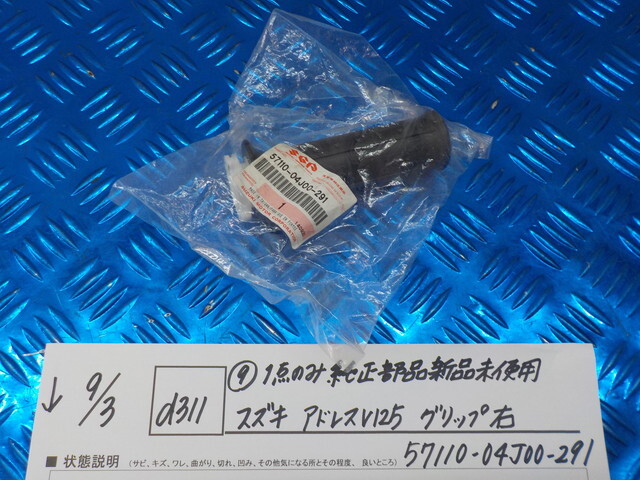 SGP
57110-04J00-291
1
⑨ 1点のみ 純正部品新品未使用
↓ 9/3 d311 スズキ アドレスV125 グリップ右
57110-04J00-291
■ 状態説明 (サビ、キズ、ワレ、曲がり、切れ、凹み、その他気になる所とその程度、良いところ)